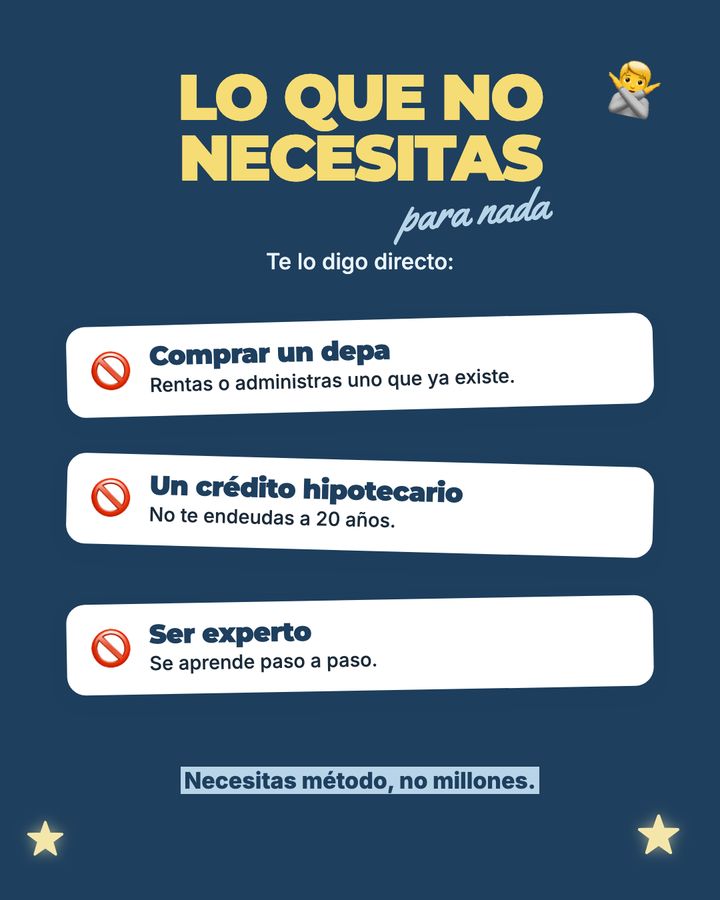 LO QUE NO
NECESITAS
para nada
Te lo digo directo:
Comprar un depa
Rentas o administras uno que ya existe.
Un crédito hipotecario
No te endeudas a 20 años.
Ser experto
Se aprende paso a paso.
Necesitas método, no millones.